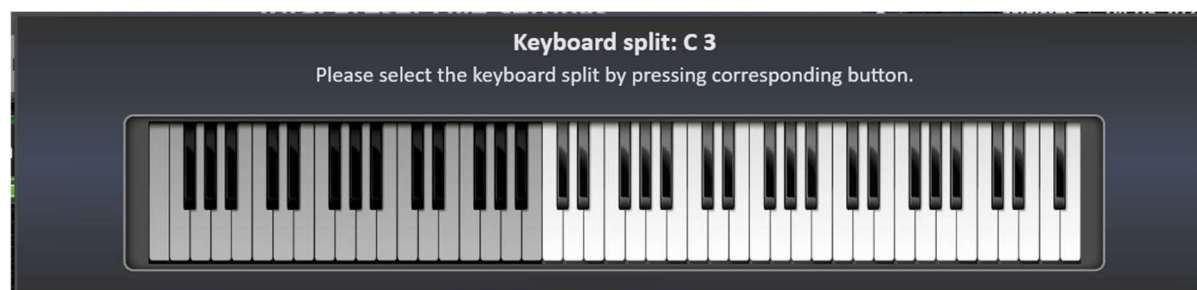 Keyboard split: C 3
Please select the keyboard split by pressing corresponding button.